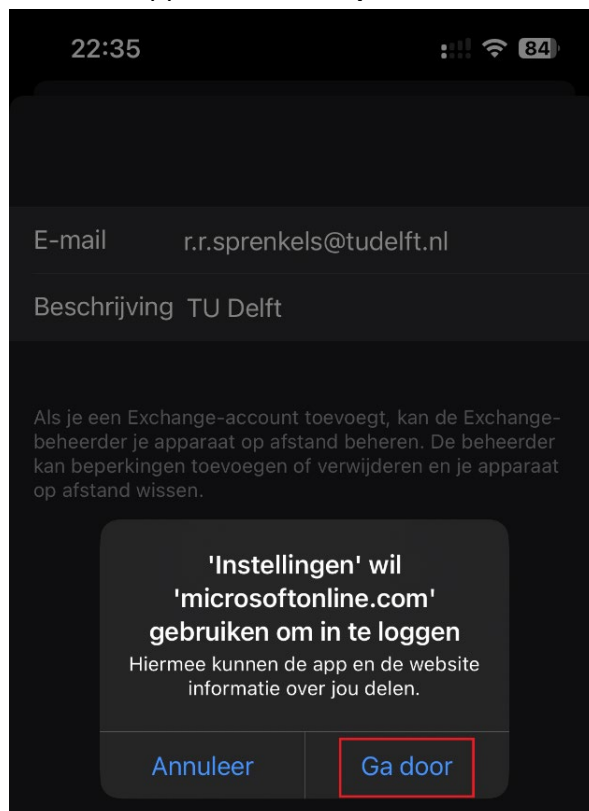 22:35
84
E-mail r.r.sprenkels@tudelft.nl
Beschrijving TU Delft
Als je een Exchange-account toevoegt, kan de Exchange-
beheerder je apparaat op afstand beheren. De beheerder
kan beperkingen toevoegen of verwijderen en je apparaat
op afstand wissen.
'Instellingen' wil
'microsoftonline.com'
gebruiken om in te loggen
Hiermee kunnen de app en de website
informatie over jou delen.
Annuleer Ga door